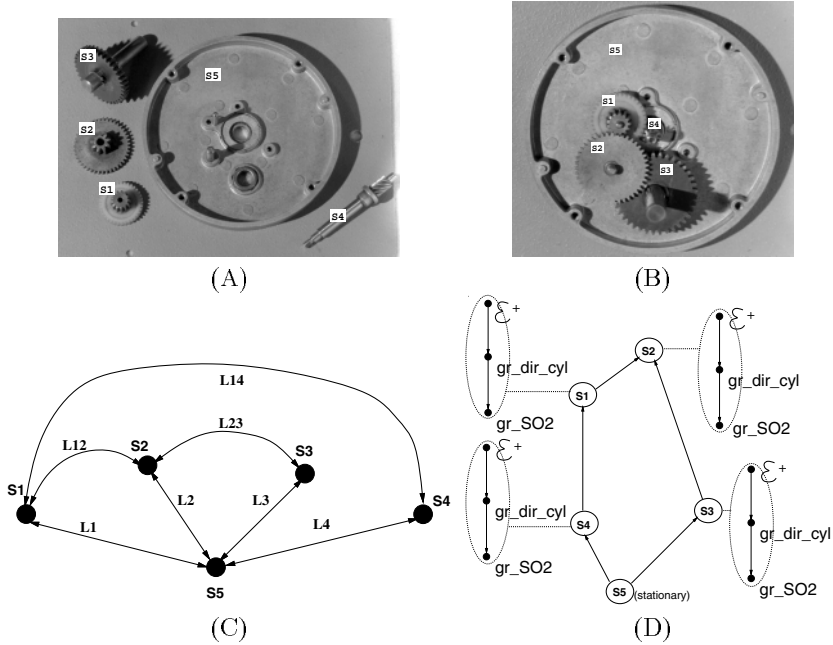 S3
S5
S2
S1
S4
(A)
S5
S1
S4
S2
S3
(B)
L14
L12
S2
L23
S3
S1
L2
L3
S4
L1
L4
S5
(C)
ℰ+
gr_dir_cyl
gr_SO2
S1
S2
ℰ+
gr_dir_cyl
gr_SO2
ℰ+
gr_dir_cyl
gr_SO2
S4
S3
ℰ+
gr_dir_cyl
gr_SO2
S5 (stationary)
(D)